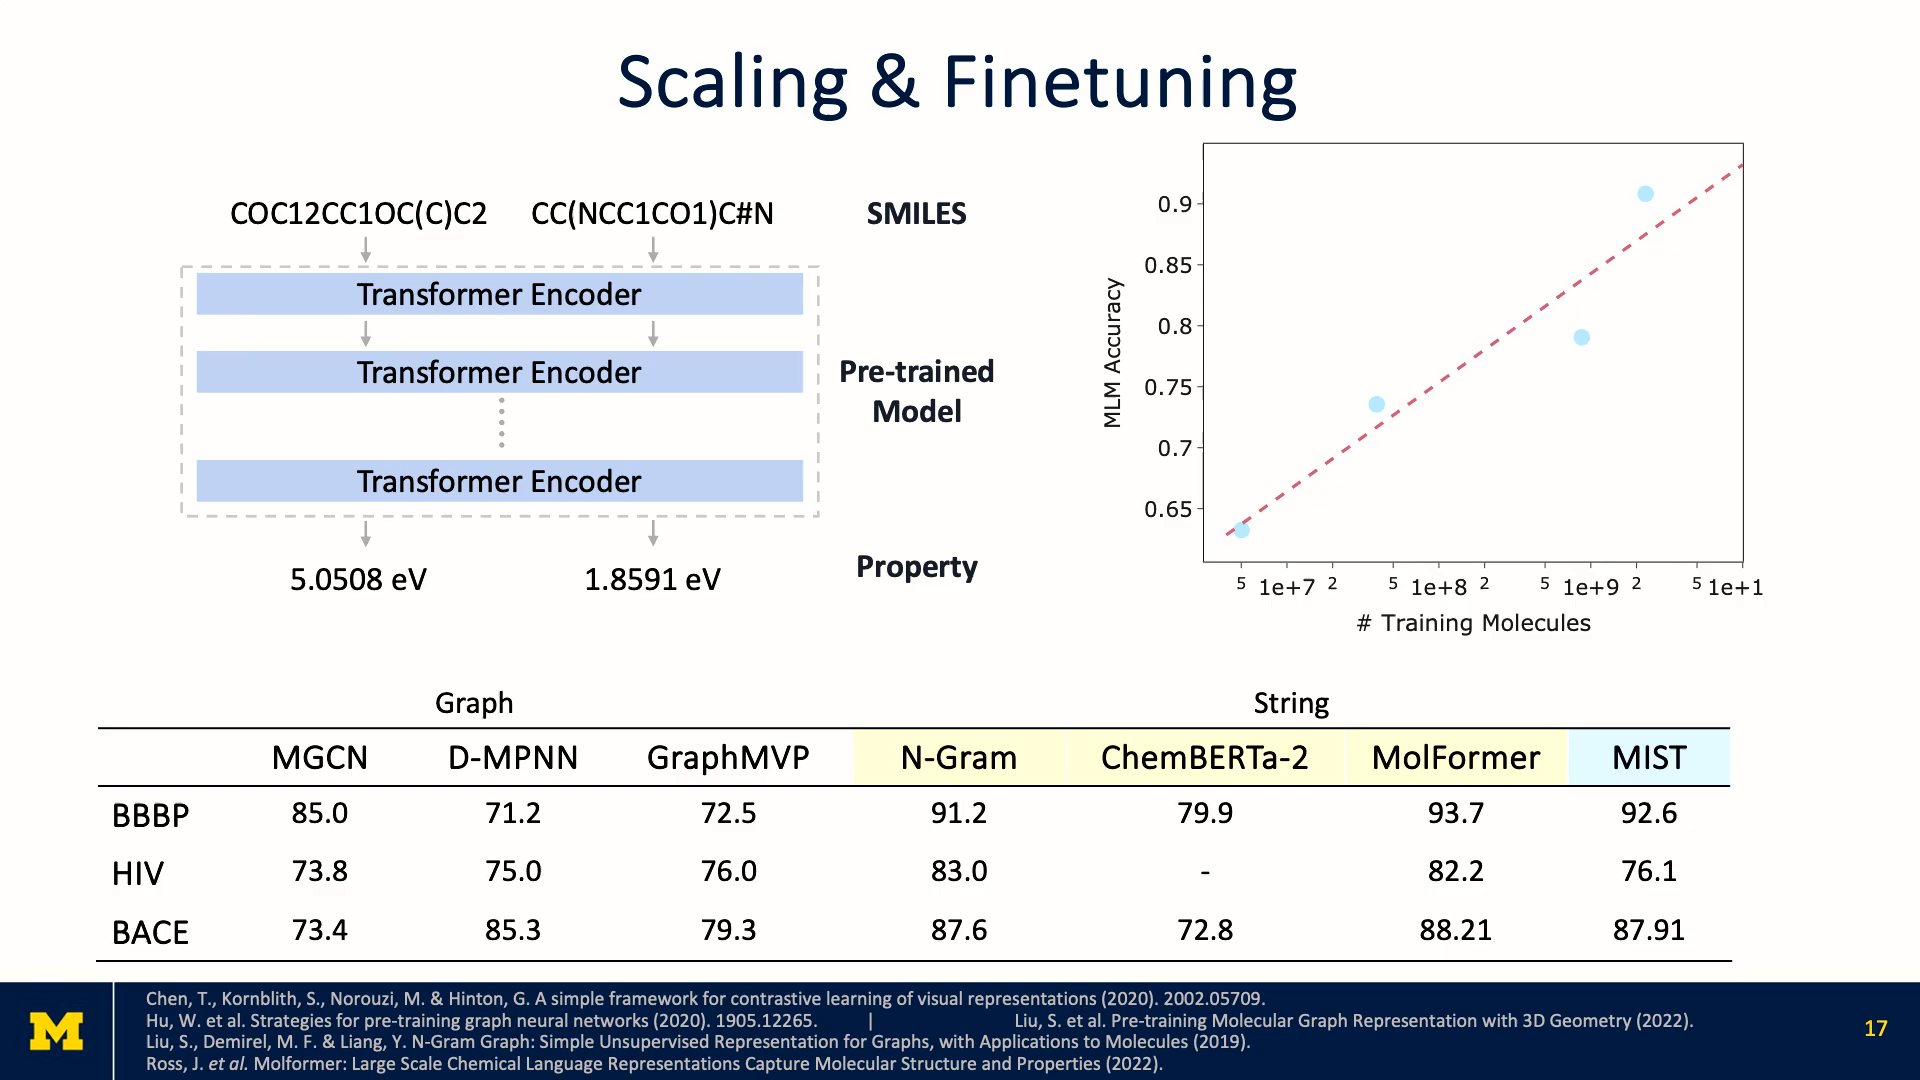 Scaling & Finetuning
COC12CC1OC(C)C2 CC(NCC1CO1)C#N SMILES
Transformer Encoder
Transformer Encoder
Pre-trained
Model
Transformer Encoder
5.0508 eV 1.8591 eV Property
MLM Accuracy
0.9
0.85
0.8
0.75
0.7
0.65
5 1e+7 2 5 1e+8 2 5 1e+9 2 5 1e+1
# Training Molecules
Graph String
MGCN D-MPNN GraphMVP N-Gram ChemBERTa-2 MolFormer MIST
BBBP 85.0 71.2 72.5 91.2 79.9 93.7 92.6
HIV 73.8 75.0 76.0 83.0 - 82.2 76.1
BACE 73.4 85.3 79.3 87.6 72.8 88.21 87.91
M
Chen, T., Kornblith, S., Norouzi, M. & Hinton, G. A simple framework for contrastive learning of visual representations (2020). 2002.05709.
Hu, W. et al. Strategies for pre-training graph neural networks (2020). 1905.12265. | Liu, S. et al. Pre-training Molecular Graph Representation with 3D Geometry (2022).
Liu, S., Demirel, M. F. & Liang, Y. N-Gram Graph: Simple Unsupervised Representation for Graphs, with Applications to Molecules (2019).
Ross, J. et al. Molformer: Large Scale Chemical Language Representations Capture Molecular Structure and Properties (2022).
17